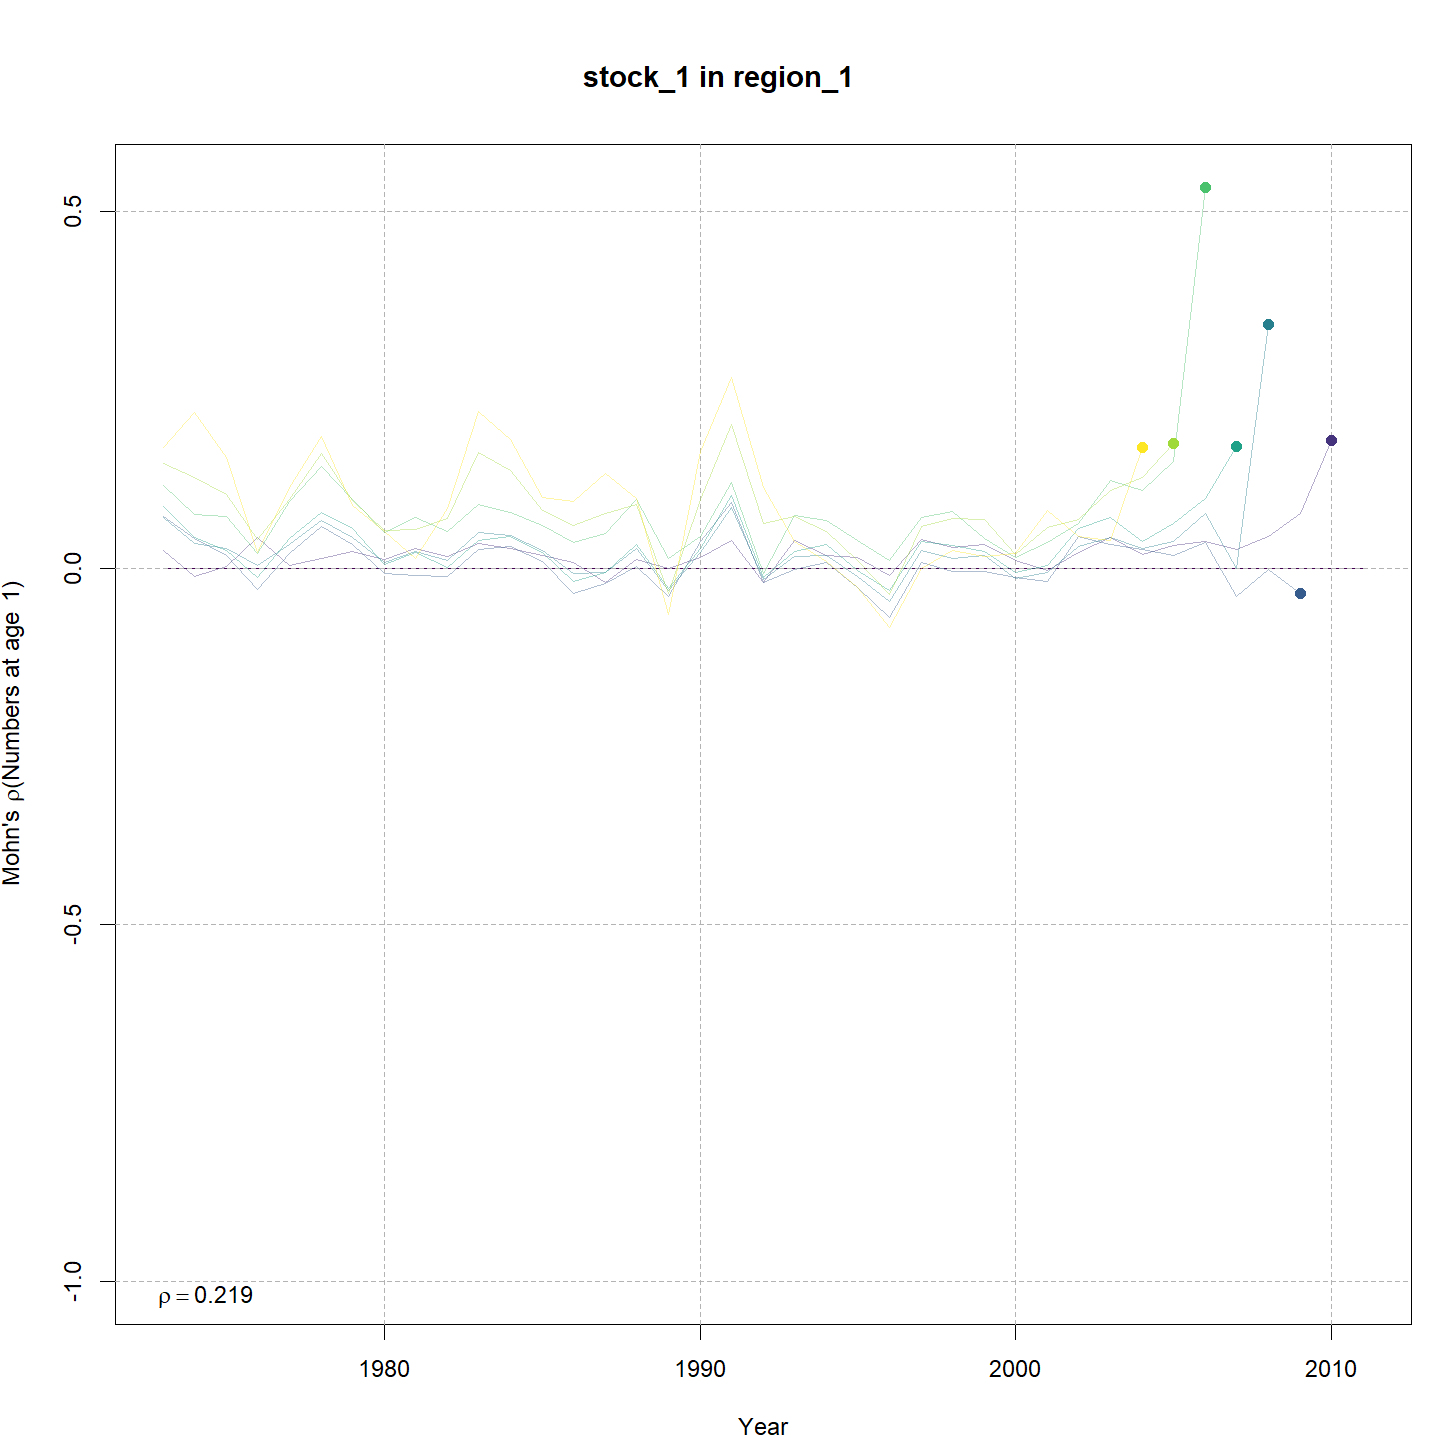 stock_1 in region_1
Mohn's ρ(Numbers at age 1)
0.5
0.0
-0.5
-1.0
ρ = 0.219
1980 1990 2000 2010
Year